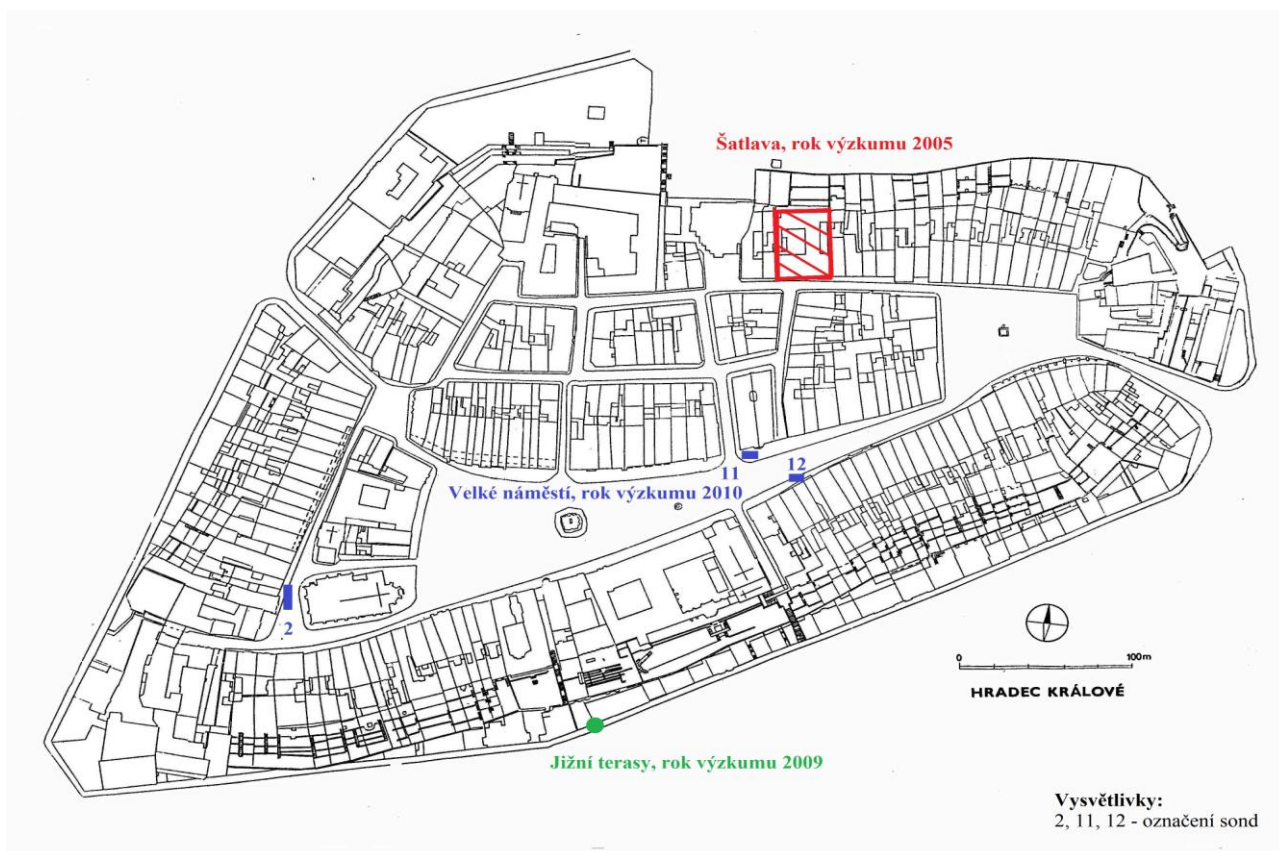 Šatlava, rok výzkumu 2005
11
12
Velké náměstí, rok výzkumu 2010
2
0 100m
HRADEC KRÁLOVÉ
Jižní terasy, rok výzkumu 2009
Vysvětlivky:
2, 11, 12 - označení sond